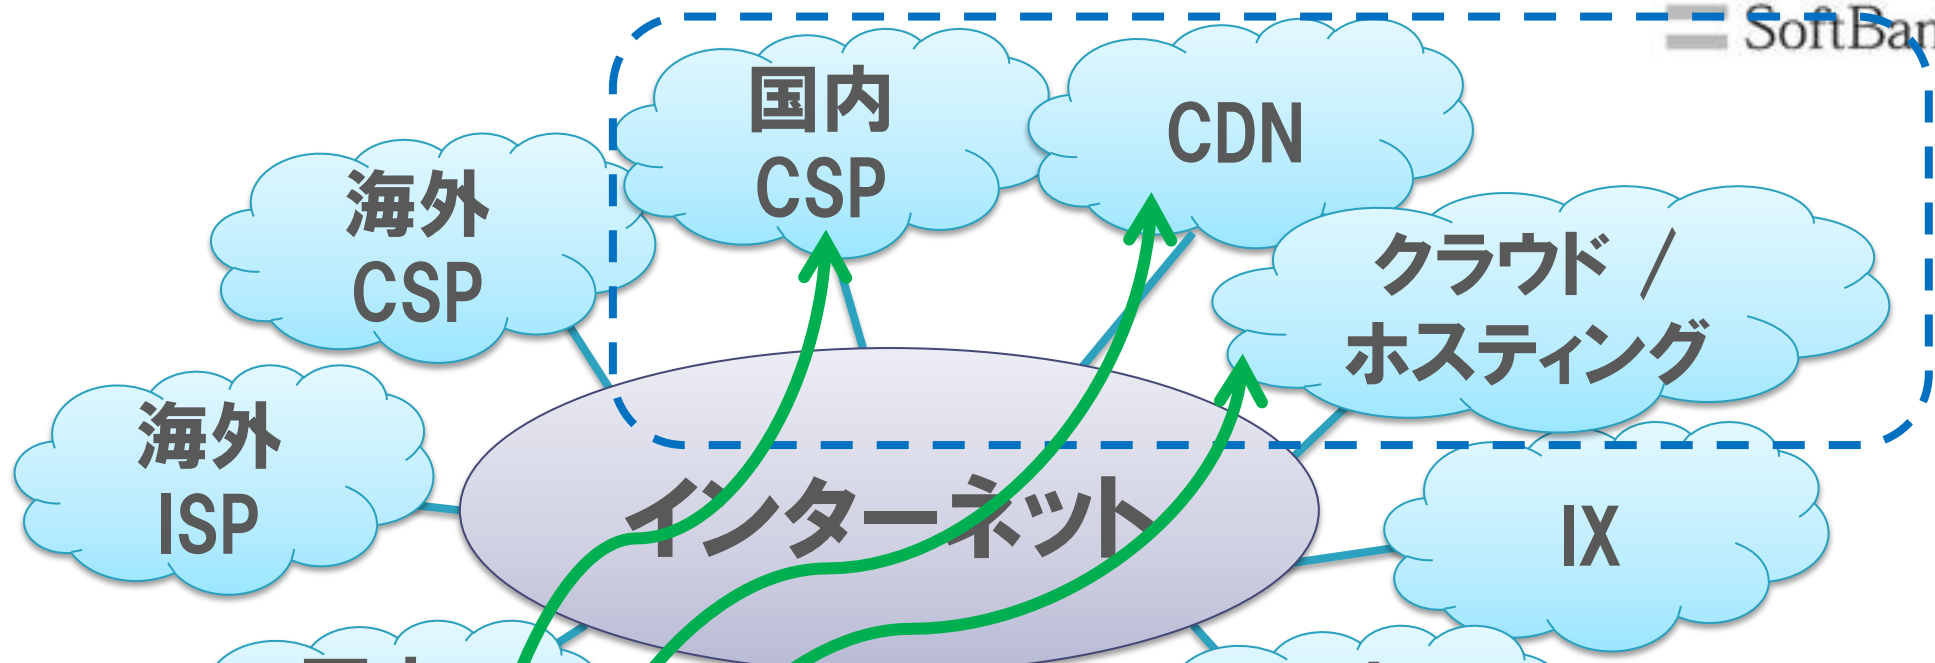 SoftBan
国内
CSP
CDN
海外
CSP
クラウド /
ホスティング
海外
ISP
インターネット
IX